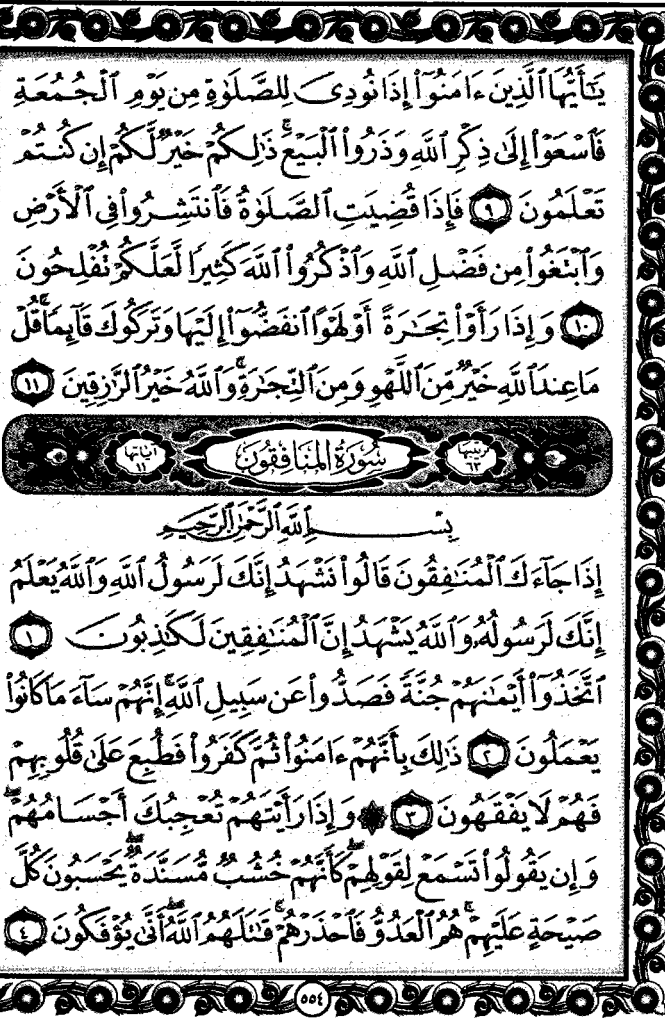 يَٰٓأَيُّهَا ٱلَّذِينَ ءَامَنُوٓا۟ إِذَا نُودِىَ لِلصَّلَوٰةِ مِن يَوْمِ ٱلْجُمُعَةِ
فَٱسْعَوْا۟ إِلَىٰ ذِكْرِ ٱللَّهِ وَذَرُوا۟ ٱلْبَيْعَ ۚ ذَٰلِكُمْ خَيْرٌ لَّكُمْ إِن كُنتُمْ
تَعْلَمُونَ ٩ فَإِذَا قُضِيَتِ ٱلصَّلَوٰةُ فَٱنتَشِرُوا۟ فِى ٱلْأَرْضِ
وَٱبْتَغُوا۟ مِن فَضْلِ ٱللَّهِ وَٱذْكُرُوا۟ ٱللَّهَ كَثِيرًا لَّعَلَّكُمْ تُفْلِحُونَ
١٠ وَإِذَا رَأَوْا۟ تِجَٰرَةً أَوْ لَهْوًا ٱنفَضُّوٓا۟ إِلَيْهَا وَتَرَكُوكَ قَآئِمًا ۚ قُلْ
مَا عِندَ ٱللَّهِ خَيْرٌ مِّنَ ٱللَّهْوِ وَمِنَ ٱلتِّجَٰرَةِ ۚ وَٱللَّهُ خَيْرُ ٱلرَّٰزِقِينَ ١١
ترتيبها ٦٣ سُورَةُ المُنَافِقُونَ آياتها ١١
بِسْمِ ٱللَّهِ ٱلرَّحْمَٰنِ ٱلرَّحِيمِ
إِذَا جَآءَكَ ٱلْمُنَٰفِقُونَ قَالُوا۟ نَشْهَدُ إِنَّكَ لَرَسُولُ ٱللَّهِ ۗ وَٱللَّهُ يَعْلَمُ
إِنَّكَ لَرَسُولُهُۥ وَٱللَّهُ يَشْهَدُ إِنَّ ٱلْمُنَٰفِقِينَ لَكَٰذِبُونَ ١
ٱتَّخَذُوٓا۟ أَيْمَٰنَهُمْ جُنَّةً فَصَدُّوا۟ عَن سَبِيلِ ٱللَّهِ ۚ إِنَّهُمْ سَآءَ مَا كَانُوا۟
يَعْمَلُونَ ٢ ذَٰلِكَ بِأَنَّهُمْ ءَامَنُوا۟ ثُمَّ كَفَرُوا۟ فَطُبِعَ عَلَىٰ قُلُوبِهِمْ
فَهُمْ لَا يَفْقَهُونَ ٣ ۞ وَإِذَا رَأَيْتَهُمْ تُعْجِبُكَ أَجْسَامُهُمْ ۖ
وَإِن يَقُولُوا۟ تَسْمَعْ لِقَوْلِهِمْ ۖ كَأَنَّهُمْ خُشُبٌ مُّسَنَّدَةٌ ۖ يَحْسَبُونَ كُلَّ
صَيْحَةٍ عَلَيْهِمْ ۚ هُمُ ٱلْعَدُوُّ فَٱحْذَرْهُمْ ۚ قَٰتَلَهُمُ ٱللَّهُ ۖ أَنَّىٰ يُؤْفَكُونَ ٤
٥٥٤